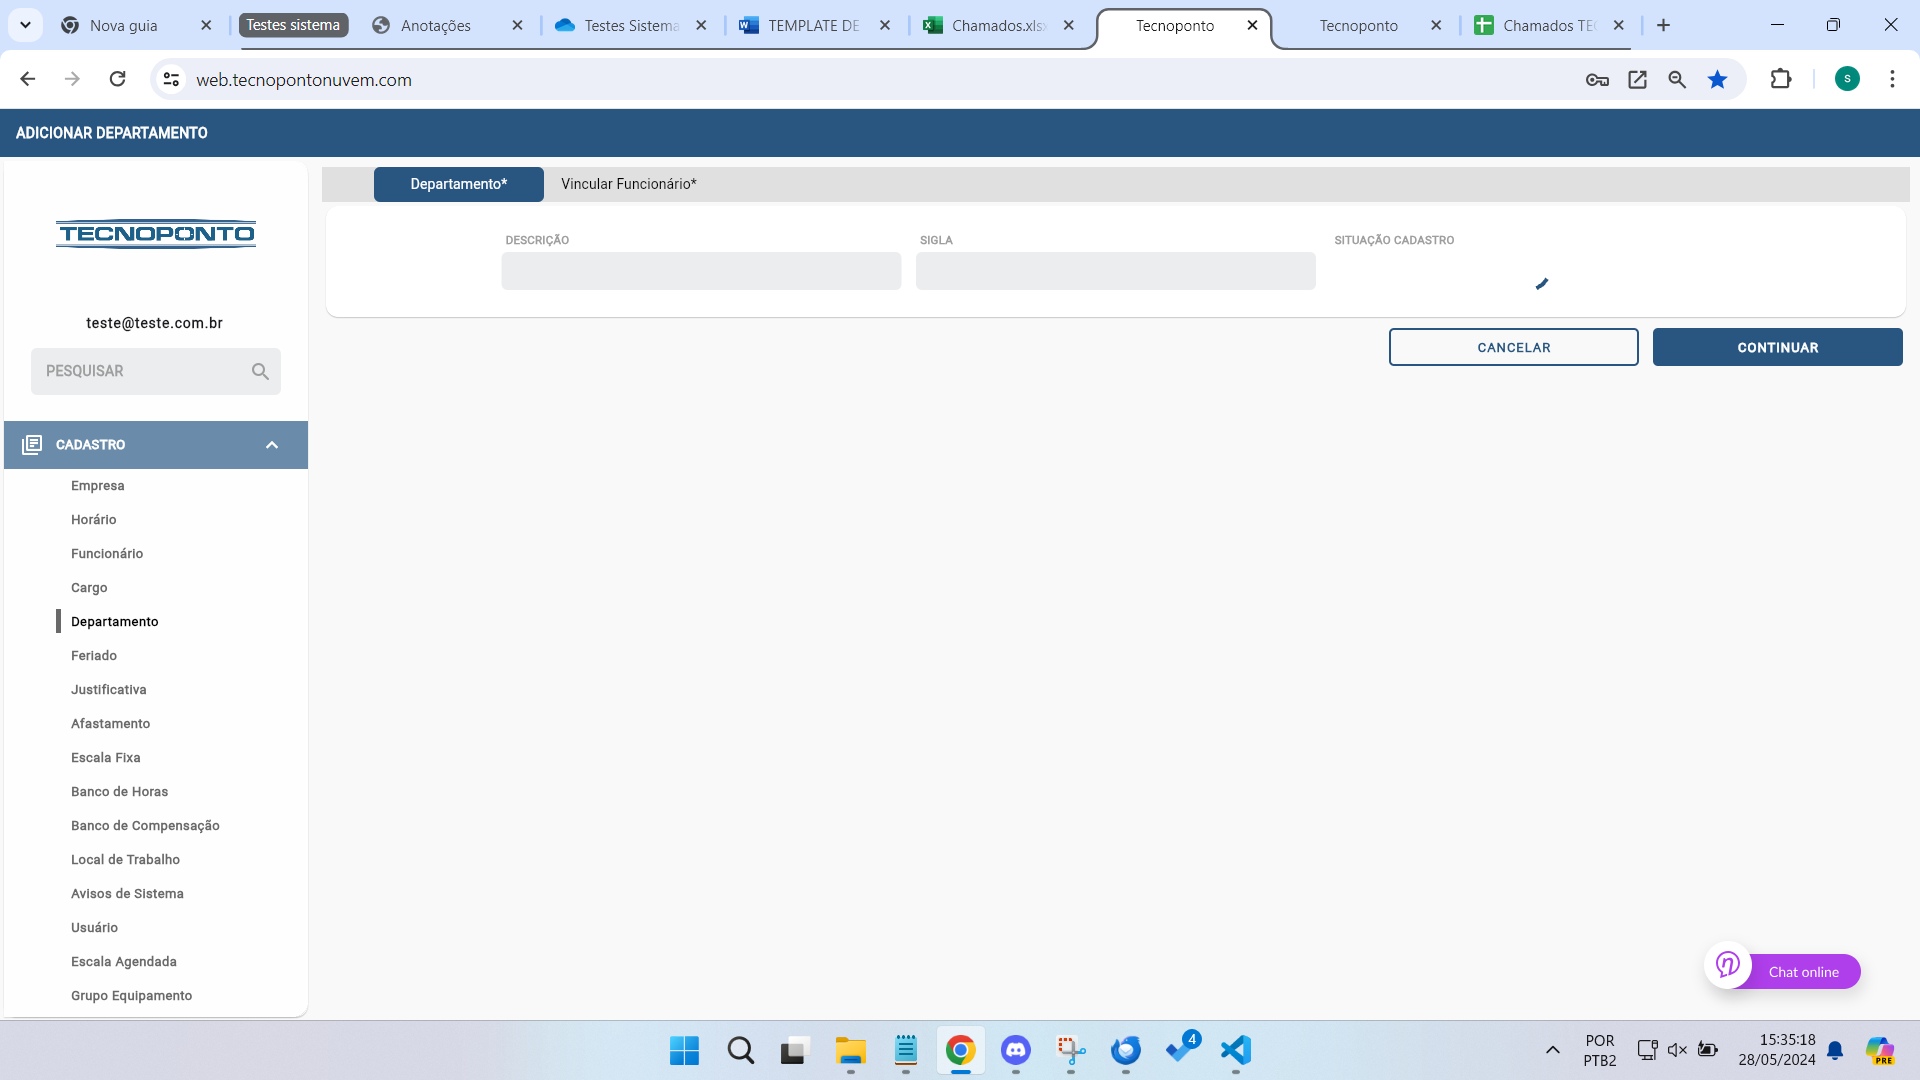 Nova guia
Testes sistema
Anotações
Testes Sistema
TEMPLATE DE
Chamados.xlsx
Tecnoponto
Tecnoponto
Chamados TEC
web.tecnopontonuvem.com
S
ADICIONAR DEPARTAMENTO
TECNOPONTO
teste@teste.com.br
PESQUISAR
CADASTRO
Empresa
Horário
Funcionário
Cargo
Departamento
Feriado
Justificativa
Afastamento
Escala Fixa
Banco de Horas
Banco de Compensação
Local de Trabalho
Avisos de Sistema
Usuário
Escala Agendada
Grupo Equipamento
Departamento*
Vincular Funcionário*
DESCRIÇÃO
SIGLA
SITUAÇÃO CADASTRO
CANCELAR
CONTINUAR
Chat online
4
POR
PTB2
15:35:18
28/05/2024
PRE